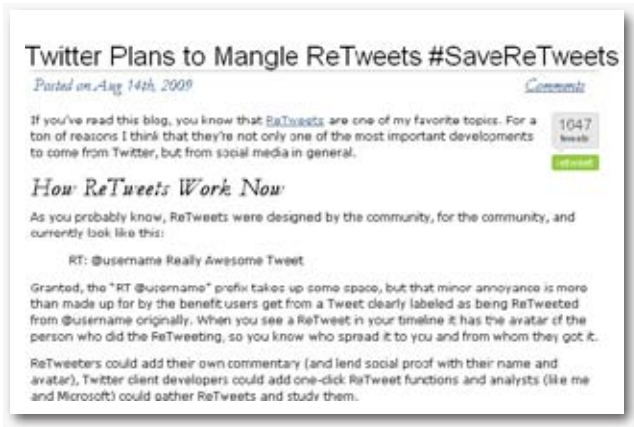 Twitter Plans to Mangle ReTweets #SaveReTweets
Posted on Aug 14th, 2009
Comments
If you've read this blog, you know that ReTweets are one of my favorite topics. For a
ton of reasons I think that they're not only one of the most important developments
to come from Twitter, but from social media in general.
1047
tweets
retweet
How ReTweets Work Now
As you probably know, ReTweets were designed by the community, for the community, and
currently look like this:
RT: @username Really Awesome Tweet
Granted, the "RT @username" prefix takes up some space, but that minor annoyance is more
than made up for by the benefit users get from a Tweet clearly labeled as being ReTweeted
from @username originally. When you see a ReTweet in your timeline it has the avatar of the
person who did the ReTweeting, so you know who spread it to you and from whom they got it.
ReTweeters could add their own commentary (and lend social proof with their name and
avatar), Twitter client developers could add one-click ReTweet functions and analysts (like me
and Microsoft) could gather ReTweets and study them.